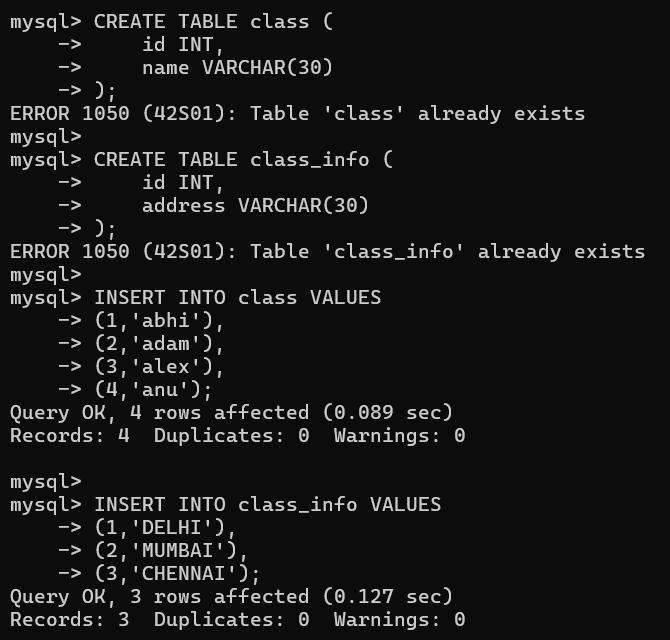 mysql> CREATE TABLE class (
    ->     id INT,
    ->     name VARCHAR(30)
    -> );
ERROR 1050 (42S01): Table 'class' already exists
mysql>
mysql> CREATE TABLE class_info (
    ->     id INT,
    ->     address VARCHAR(30)
    -> );
ERROR 1050 (42S01): Table 'class_info' already exists
mysql>
mysql> INSERT INTO class VALUES
    -> (1,'abhi'),
    -> (2,'adam'),
    -> (3,'alex'),
    -> (4,'anu');
Query OK, 4 rows affected (0.089 sec)
Records: 4  Duplicates: 0  Warnings: 0

mysql>
mysql> INSERT INTO class_info VALUES
    -> (1,'DELHI'),
    -> (2,'MUMBAI'),
    -> (3,'CHENNAI');
Query OK, 3 rows affected (0.127 sec)
Records: 3  Duplicates: 0  Warnings: 0